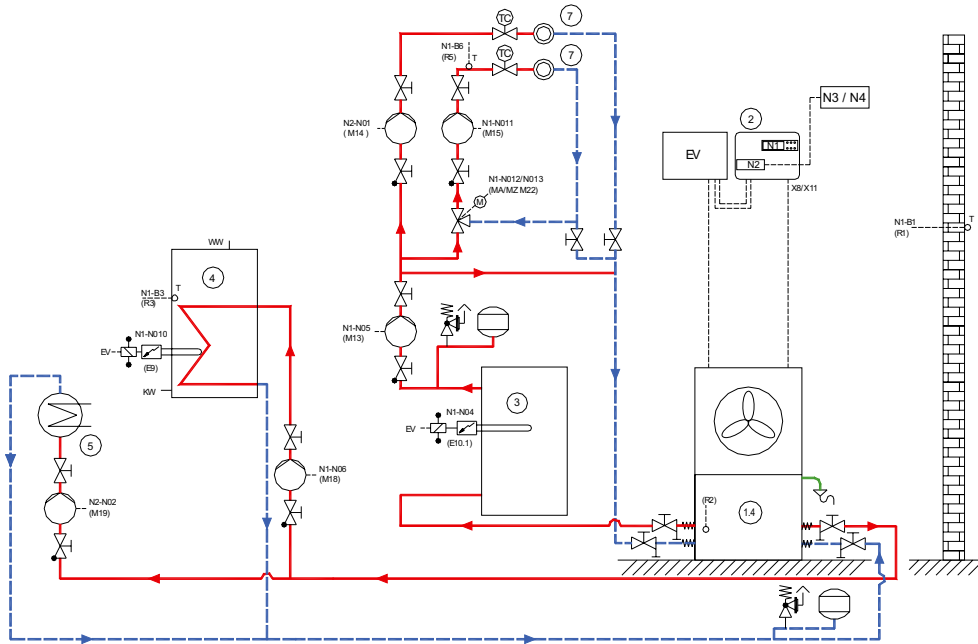 TC
7
N1-B6
(R5)
T
TC
7
N3 / N4
2
N2-N01
( M14 )
N1-N011
(M15)
EV
N1
N2
N1-N012/N013
(MA/MZ M22)
M
X8/X11
N1-B1
(R1)
T
WW
4
N1-B3
(R3)
T
N1-N010
EV
(E9)
KW
N1-N05
(M13)
3
N1-N04
EV
(E10.1)
5
N1-N06
(M18)
N2-N02
(M19)
(R2)
1.4